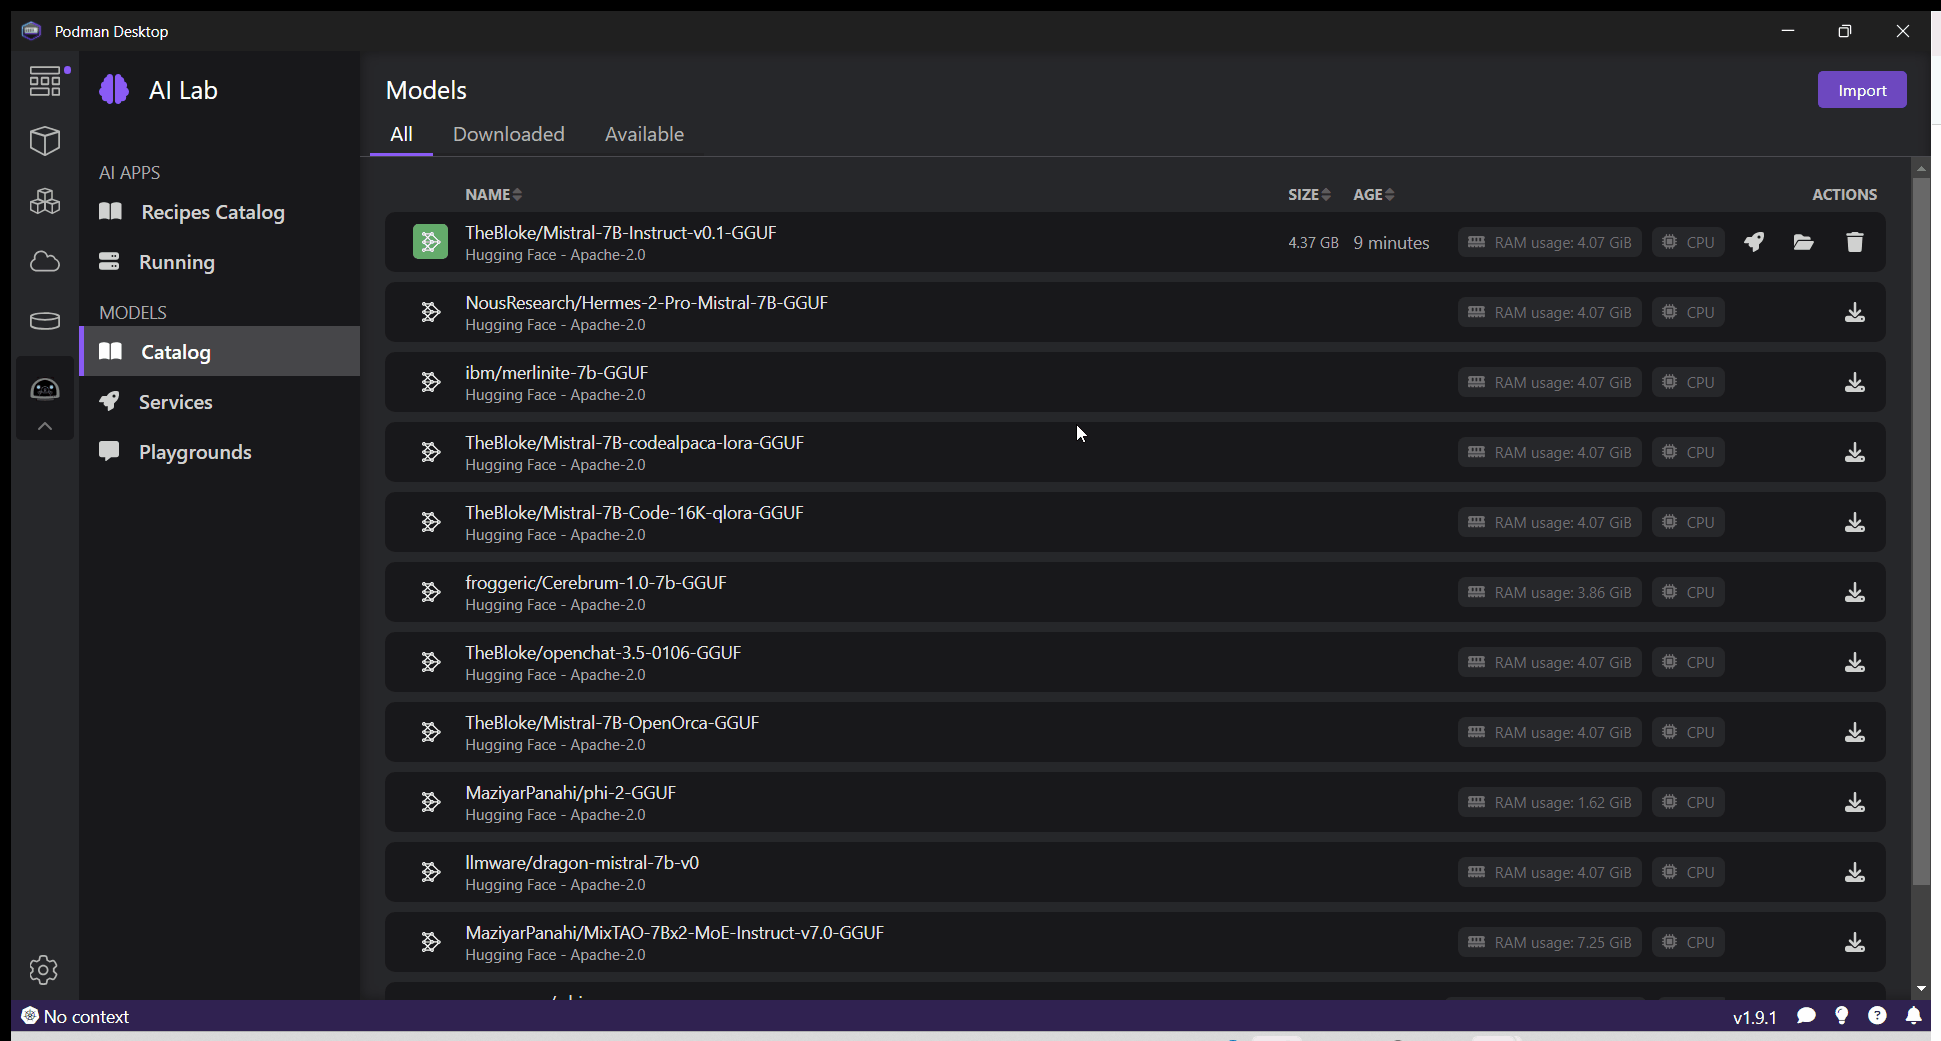 Podman Desktop
AI Lab
AI APPS
Recipes Catalog
Running
MODELS
Catalog
Services
Playgrounds
Models
Import
All Downloaded Available
NAME SIZE AGE ACTIONS
TheBloke/Mistral-7B-Instruct-v0.1-GGUF
Hugging Face - Apache-2.0
4.37 GB 9 minutes RAM usage: 4.07 GiB CPU
NousResearch/Hermes-2-Pro-Mistral-7B-GGUF
Hugging Face - Apache-2.0
RAM usage: 4.07 GiB CPU
ibm/merlinite-7b-GGUF
Hugging Face - Apache-2.0
RAM usage: 4.07 GiB CPU
TheBloke/Mistral-7B-codealpaca-lora-GGUF
Hugging Face - Apache-2.0
RAM usage: 4.07 GiB CPU
TheBloke/Mistral-7B-Code-16K-qlora-GGUF
Hugging Face - Apache-2.0
RAM usage: 4.07 GiB CPU
froggeric/Cerebrum-1.0-7b-GGUF
Hugging Face - Apache-2.0
RAM usage: 3.86 GiB CPU
TheBloke/openchat-3.5-0106-GGUF
Hugging Face - Apache-2.0
RAM usage: 4.07 GiB CPU
TheBloke/Mistral-7B-OpenOrca-GGUF
Hugging Face - Apache-2.0
RAM usage: 4.07 GiB CPU
MaziyarPanahi/phi-2-GGUF
Hugging Face - Apache-2.0
RAM usage: 1.62 GiB CPU
llmware/dragon-mistral-7b-v0
Hugging Face - Apache-2.0
RAM usage: 4.07 GiB CPU
MaziyarPanahi/MixTAO-7Bx2-MoE-Instruct-v7.0-GGUF
Hugging Face - Apache-2.0
RAM usage: 7.25 GiB CPU
No context
v1.9.1